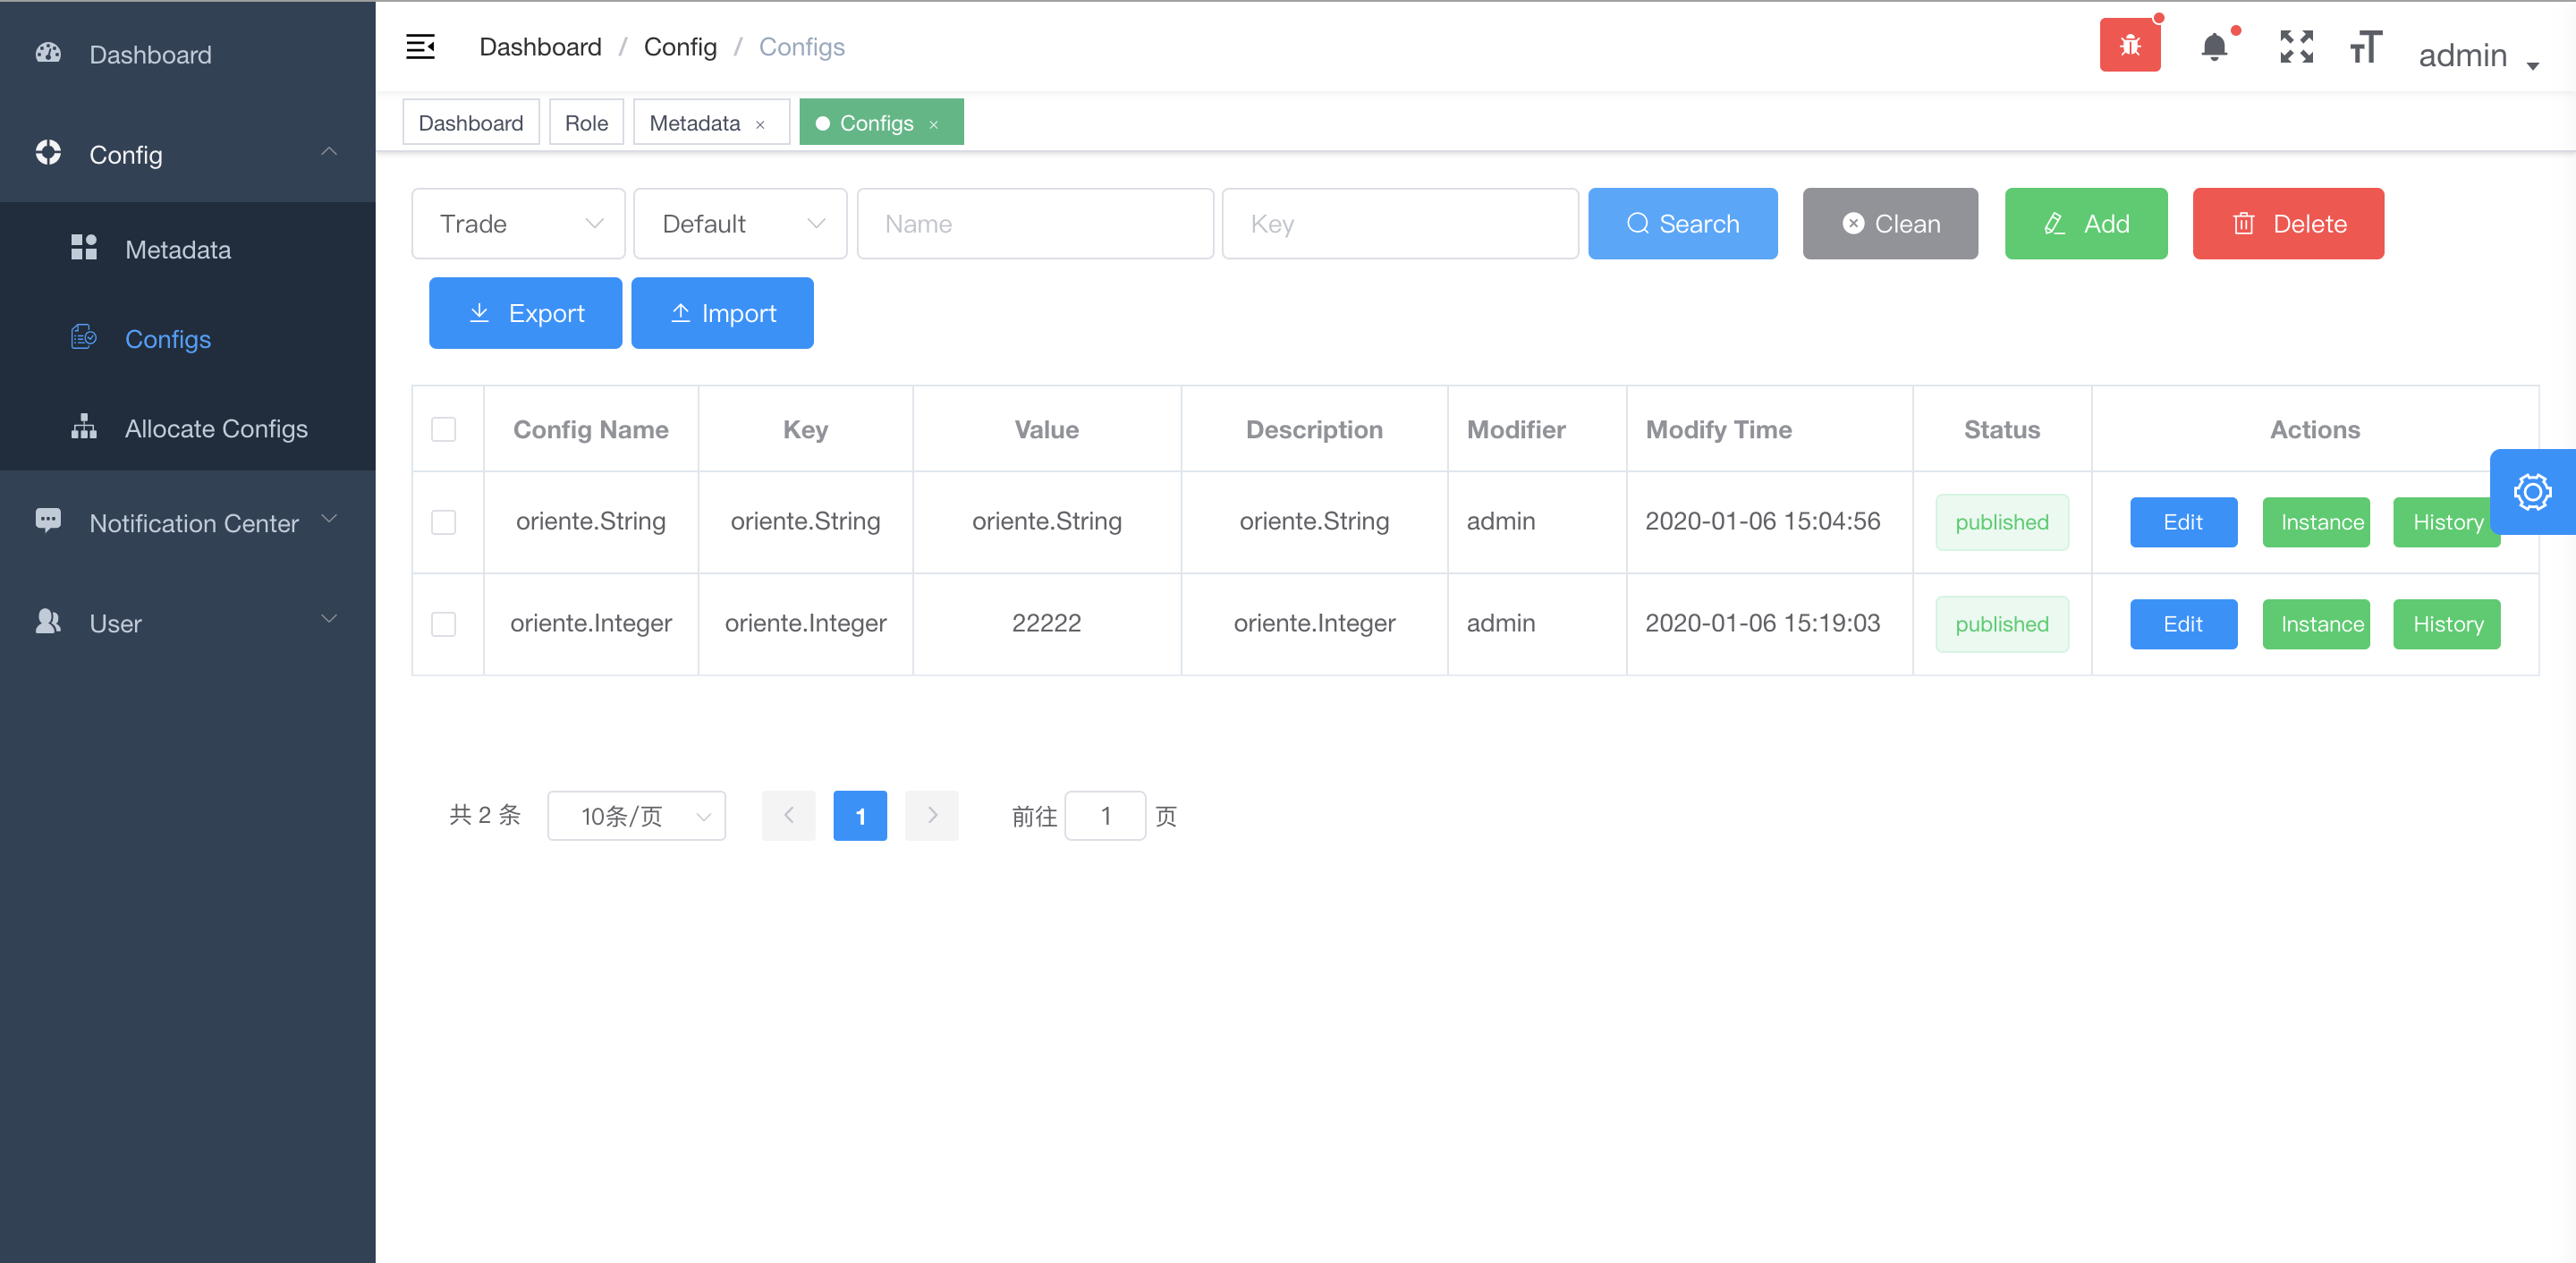 Dashboard
Config
Metadata
Configs
Allocate Configs
Notification Center
User
Dashboard / Config / Configs
admin
Dashboard Role Metadata × Configs ×
Trade Default Name Key Search Clean Add Delete
Export Import
Config Name Key Value Description Modifier Modify Time Status Actions
oriente.String oriente.String oriente.String oriente.String admin 2020-01-06 15:04:56 published Edit Instance History
oriente.Integer oriente.Integer 22222 oriente.Integer admin 2020-01-06 15:19:03 published Edit Instance History
共 2 条 10条/页 1 前往 1 页